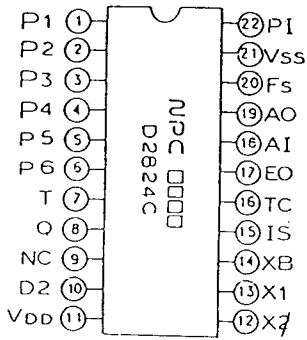 P1 1
P2 2
P3 3
P4 4
P5 5
P6 6
T 7
O 8
NC 9
D2 10
VDD 11
NPC
D2824C
22 PI
21 VSS
20 Fs
19 AO
18 AI
17 EO
16 TC
15 IS
14 XB
13 X1
12 X2